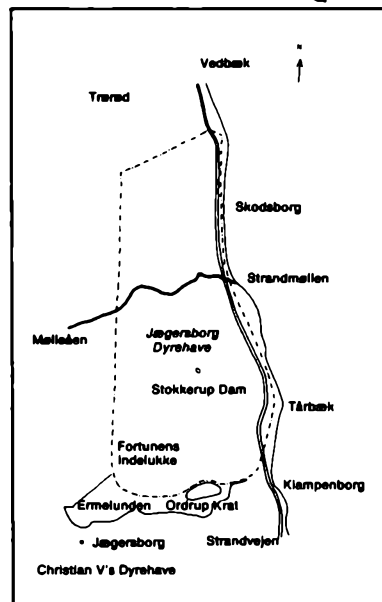 Vedbæk
N
Trørød
Skodsborg
Strandmøllen
Mølleåen
Jægersborg
Dyrehave
Stokkerup Dam
Tårbæk
Fortunens
Indelukke
Klampenborg
Ermelunden
Ordrup Krat
Jægersborg
Strandvejen
Christian V's Dyrehave